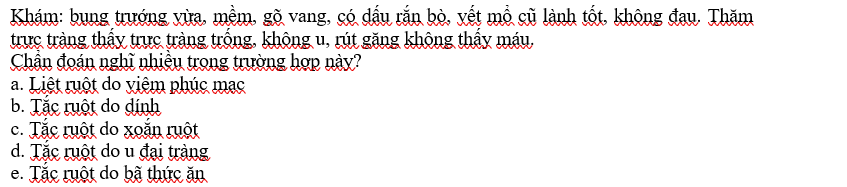 Khám: bụng trướng vừa, mềm, gõ vang, có dấu rắn bò, vết mổ cũ lành tốt, không đau. Thăm
trực tràng thấy trực tràng trống, không u, rút găng không thấy máu.
Chẩn đoán nghĩ nhiều trong trường hợp này?
a. Liệt ruột do viêm phúc mạc
b. Tắc ruột do dính
c. Tắc ruột do xoắn ruột
d. Tắc ruột do u đại tràng
e. Tắc ruột do bã thức ăn